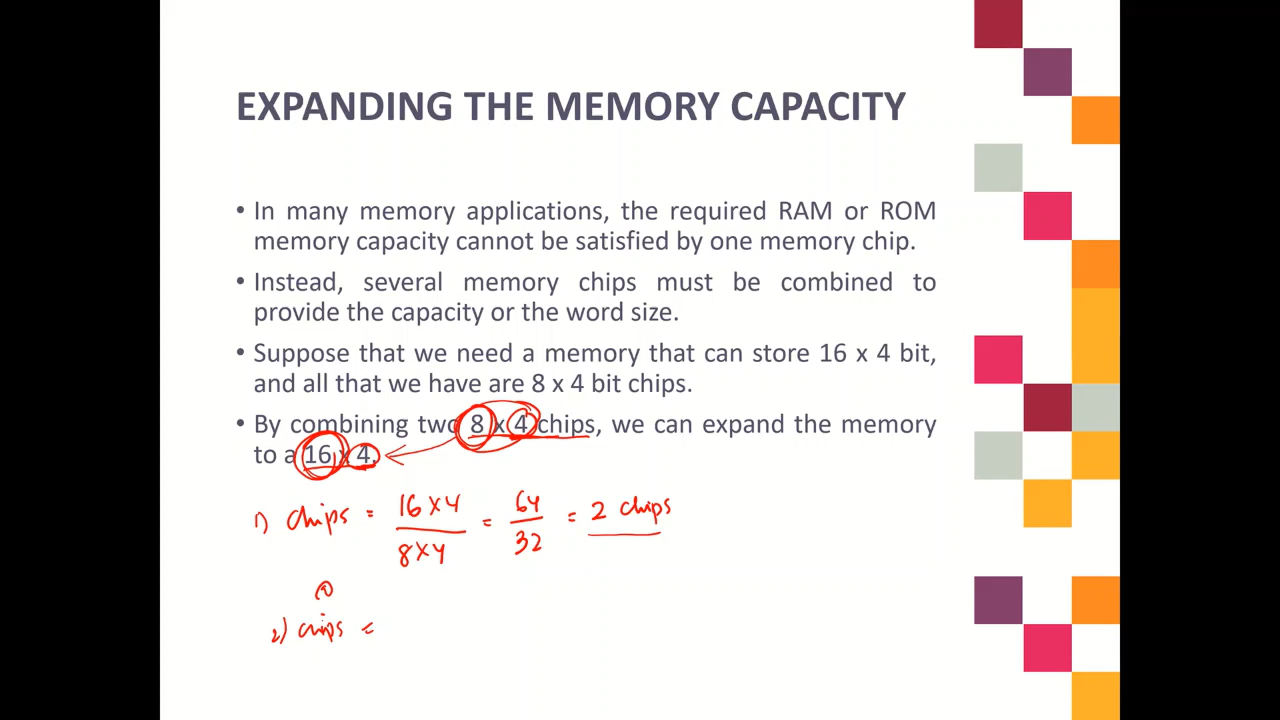 EXPANDING THE MEMORY CAPACITY
• In many memory applications, the required RAM or ROM
memory capacity cannot be satisfied by one memory chip.
• Instead, several memory chips must be combined to
provide the capacity or the word size.
• Suppose that we need a memory that can store 16 x 4 bit,
and all that we have are 8 x 4 bit chips.
• By combining two 8 x 4 chips, we can expand the memory
to a 16 x 4.
1) chips = 16 x 4 / 8 x 4 = 64 / 32 = 2 chips
2) chips =